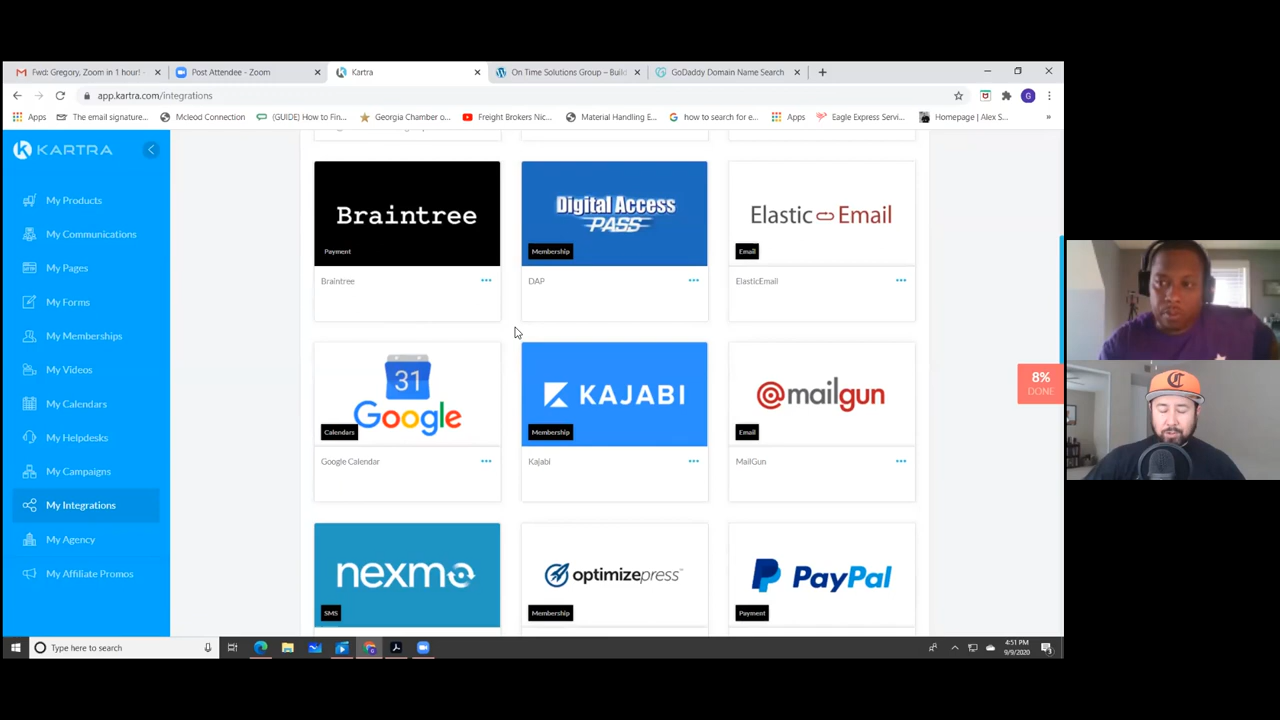 Fwd: Gregory, Zoom in 1 hour! -
Post Attendee - Zoom
Kartra
On Time Solutions Group – Build
GoDaddy Domain Name Search
app.kartra.com/integrations
G
Apps
The email signature...
Mcleod Connection
(GUIDE) How to Fin...
Georgia Chamber o...
Freight Brokers Nic...
Material Handling E...
how to search for e...
Apps
Eagle Express Servi...
Homepage | Alex S...
KARTRA
My Products
My Communications
My Pages
My Forms
My Memberships
My Videos
My Calendars
My Helpdesks
My Campaigns
My Integrations
My Agency
My Affiliate Promos
Braintree
Payment
Braintree
Digital Access
PASS
Membership
DAP
Elastic Email
Email
ElasticEmail
31
Google
Calendars
Google Calendar
KAJABI
Membership
Kajabi
@mailgun
Email
MailGun
nexmo
SMS
optimizepress™
Membership
PayPal
Payment
8%
DONE
Type here to search
4:51 PM
9/9/2020